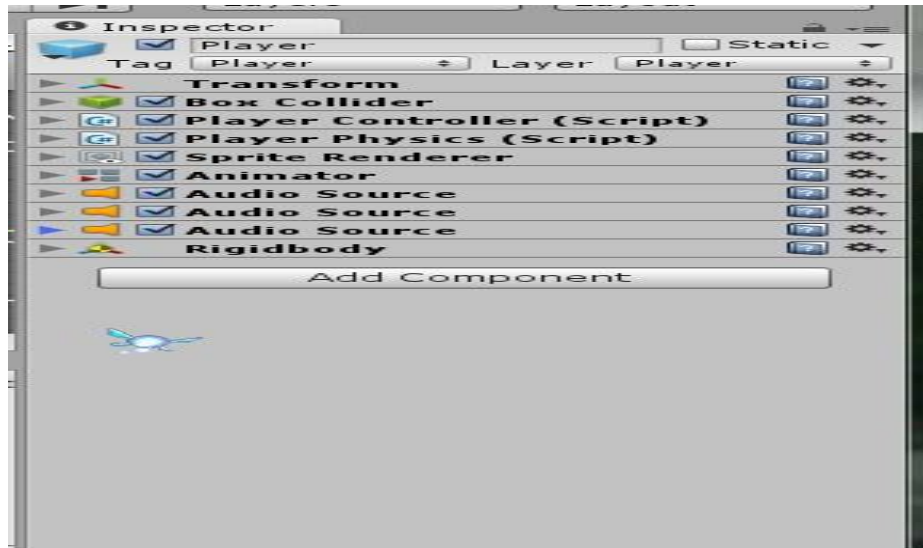 Inspector
Player Static
Tag Player Layer Player
Transform
Box Collider
C# Player Controller (Script)
C# Player Physics (Script)
Sprite Renderer
Animator
Audio Source
Audio Source
Audio Source
Rigidbody
Add Component